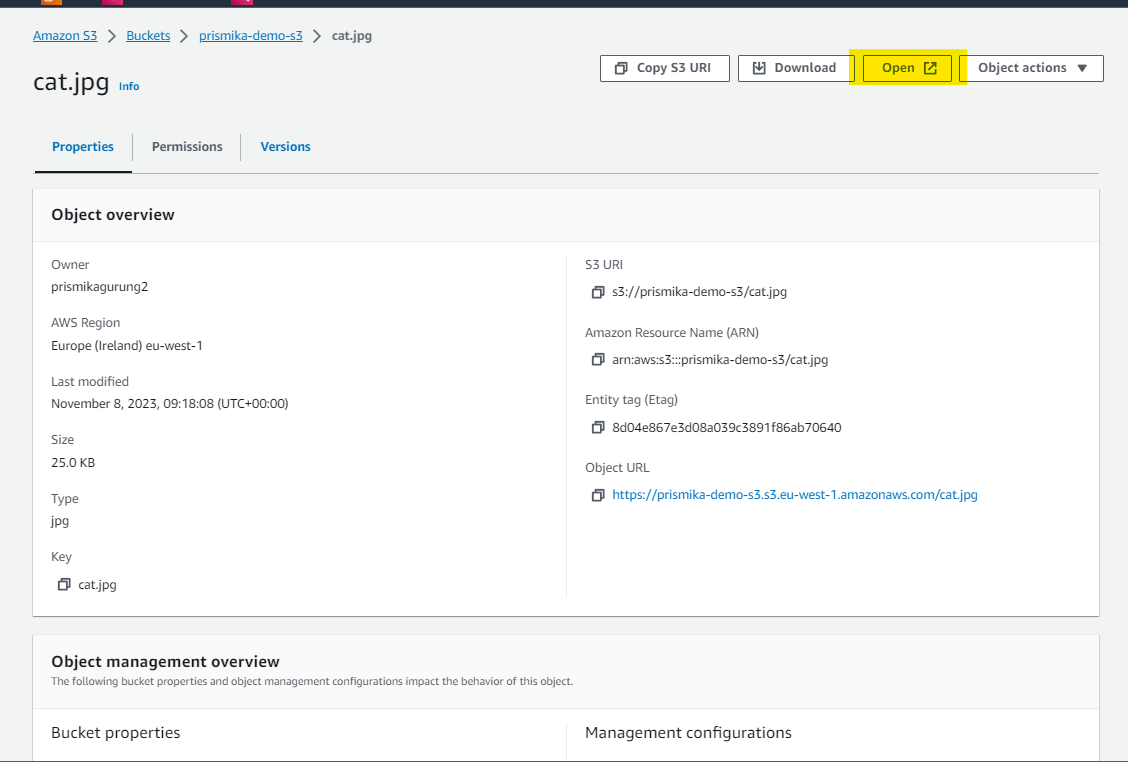 Amazon S3 > Buckets > prismika-demo-s3 > cat.jpg
cat.jpg Info
Copy S3 URI Download Open Object actions
Properties Permissions Versions
Object overview
Owner
prismikagurung2
AWS Region
Europe (Ireland) eu-west-1
Last modified
November 8, 2023, 09:18:08 (UTC+00:00)
Size
25.0 KB
Type
jpg
Key
cat.jpg
S3 URI
s3://prismika-demo-s3/cat.jpg
Amazon Resource Name (ARN)
arn:aws:s3:::prismika-demo-s3/cat.jpg
Entity tag (Etag)
8d04e867e3d08a039c3891f86ab70640
Object URL
https://prismika-demo-s3.s3.eu-west-1.amazonaws.com/cat.jpg
Object management overview
The following bucket properties and object management configurations impact the behavior of this object.
Bucket properties
Management configurations